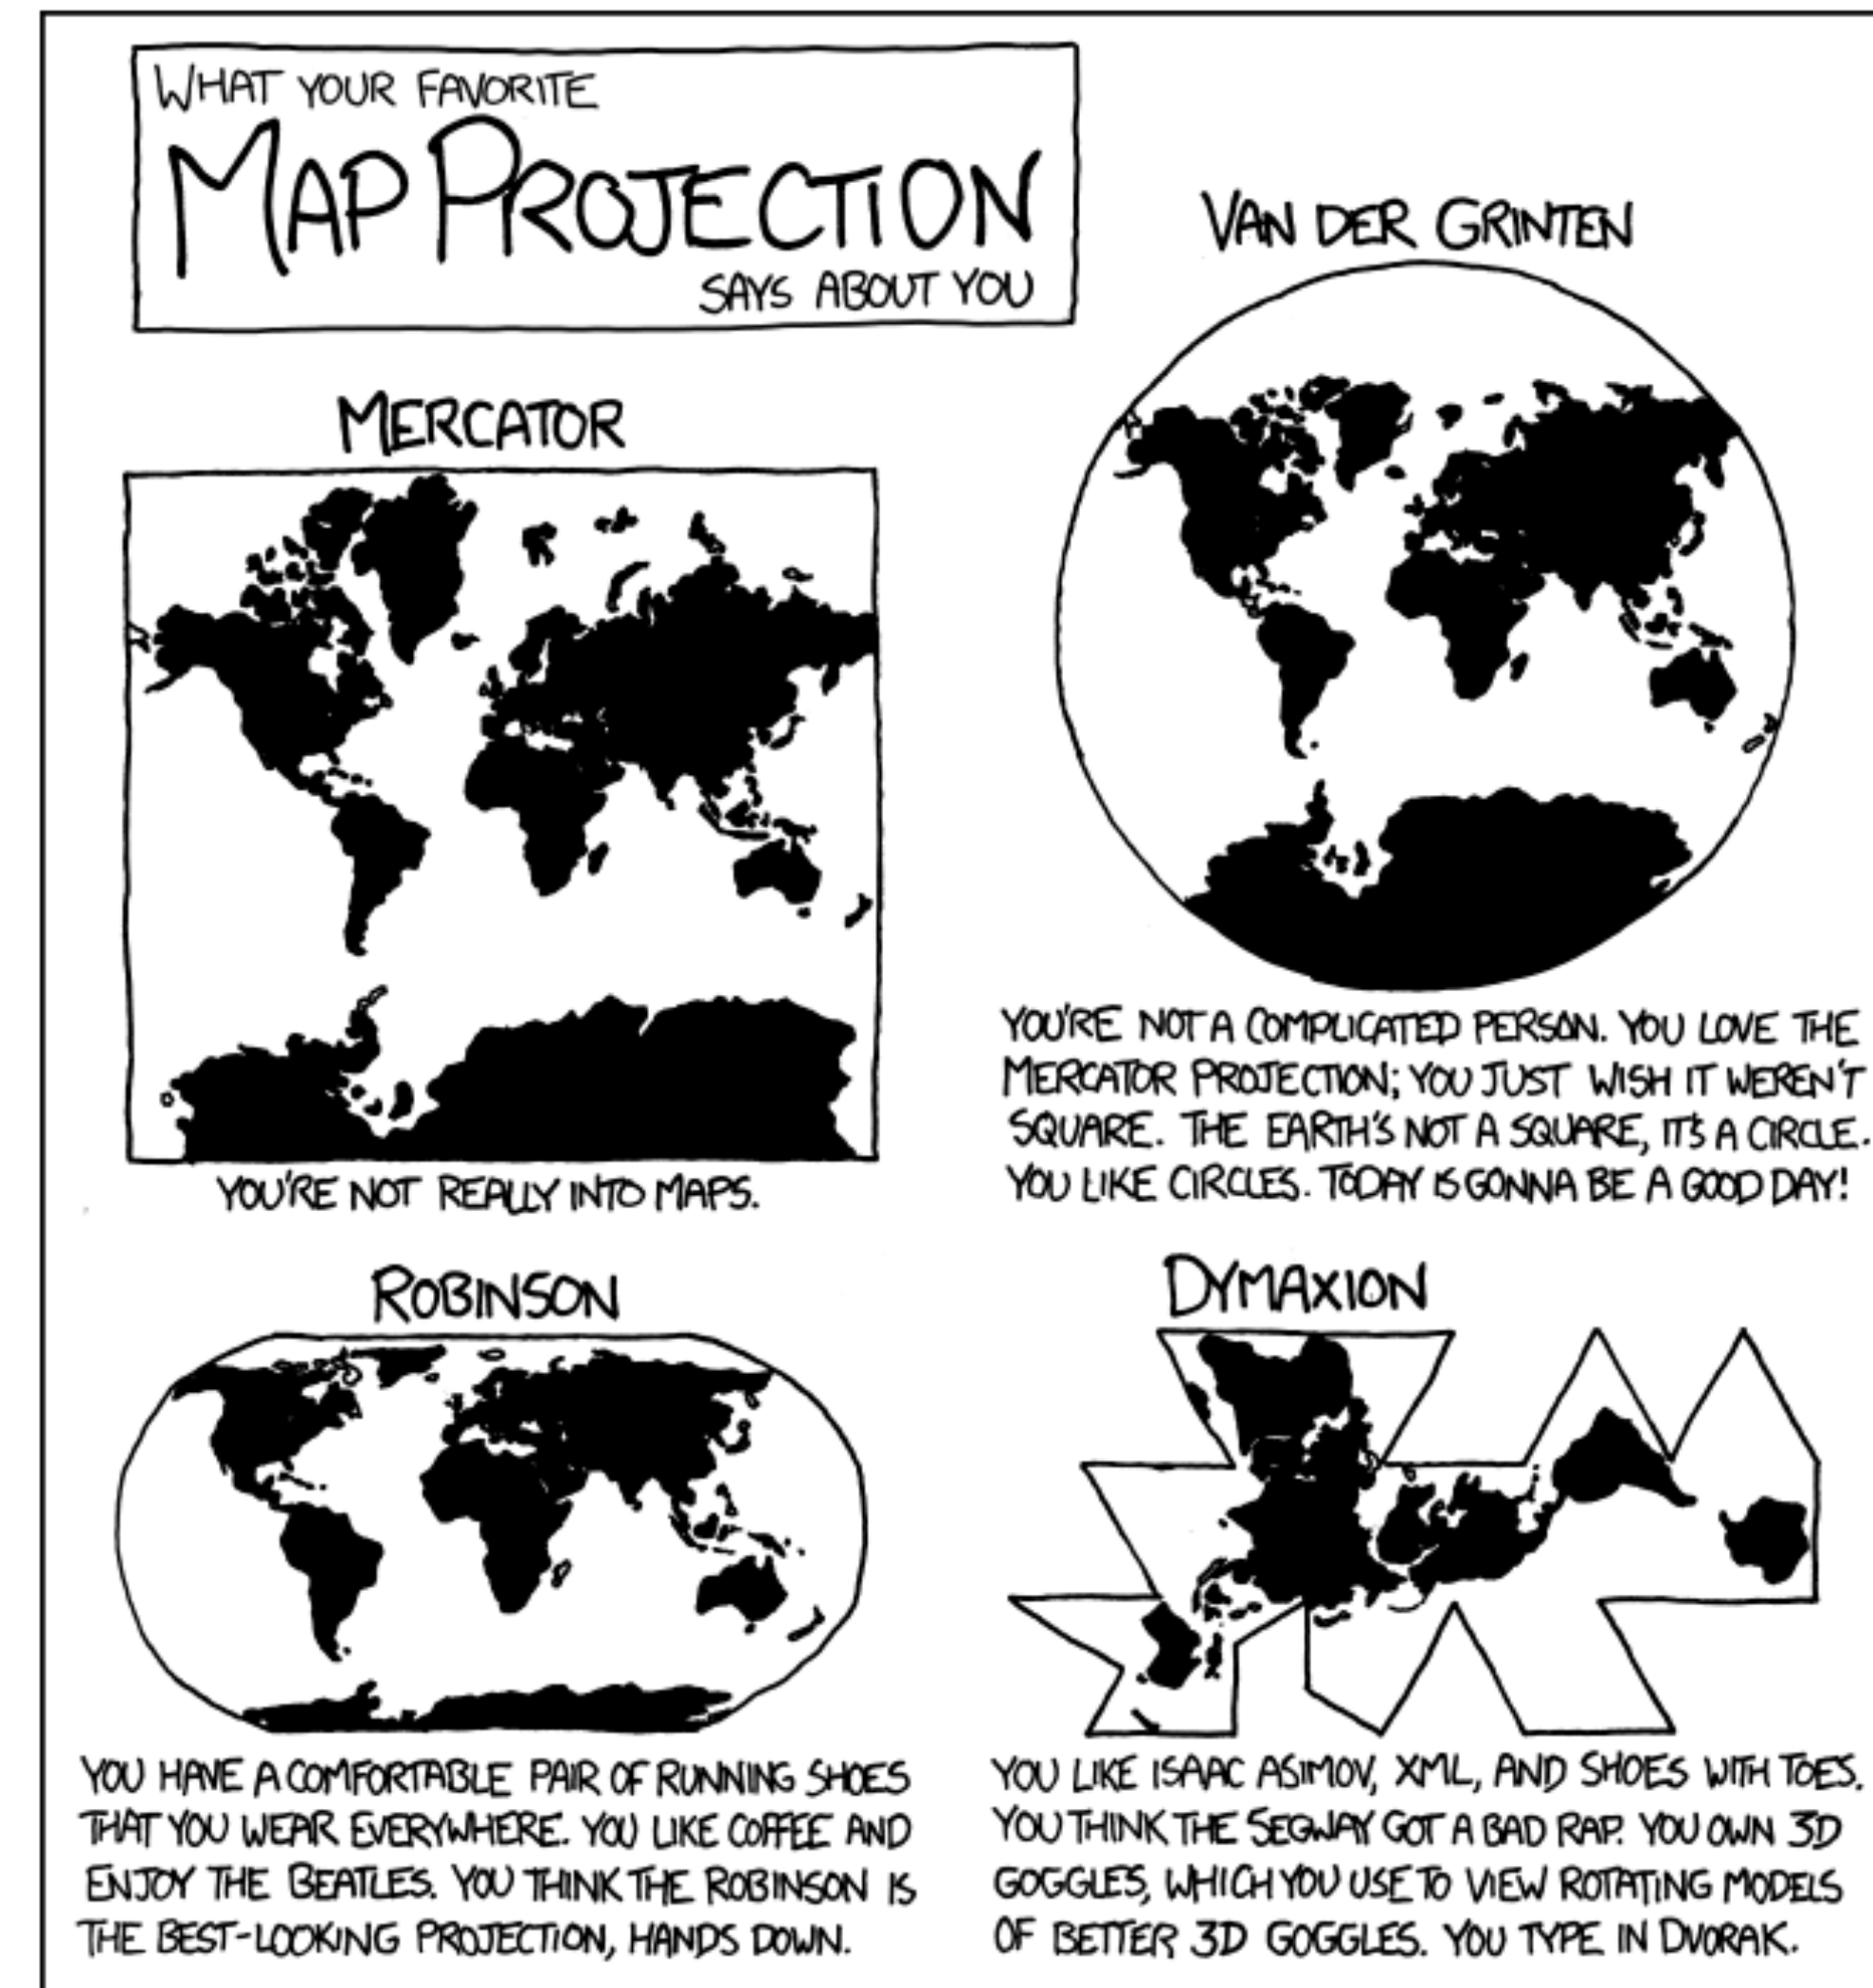 WHAT YOUR FAVORITE
MAP PROJECTION
SAYS ABOUT YOU
MERCATOR
YOU'RE NOT REALLY INTO MAPS.
VAN DER GRINTEN
YOU'RE NOT A COMPLICATED PERSON. YOU LOVE THE
MERCATOR PROJECTION; YOU JUST WISH IT WEREN'T
SQUARE. THE EARTH'S NOT A SQUARE, IT'S A CIRCLE.
YOU LIKE CIRCLES. TODAY IS GONNA BE A GOOD DAY!
ROBINSON
YOU HAVE A COMFORTABLE PAIR OF RUNNING SHOES
THAT YOU WEAR EVERYWHERE. YOU LIKE COFFEE AND
ENJOY THE BEATLES. YOU THINK THE ROBINSON IS
THE BEST-LOOKING PROJECTION, HANDS DOWN.
DYMAXION
YOU LIKE ISAAC ASIMOV, XML, AND SHOES WITH TOES.
YOU THINK THE SEGWAY GOT A BAD RAP. YOU OWN 3D
GOGGLES, WHICH YOU USE TO VIEW ROTATING MODELS
OF BETTER 3D GOGGLES. YOU TYPE IN DVORAK.